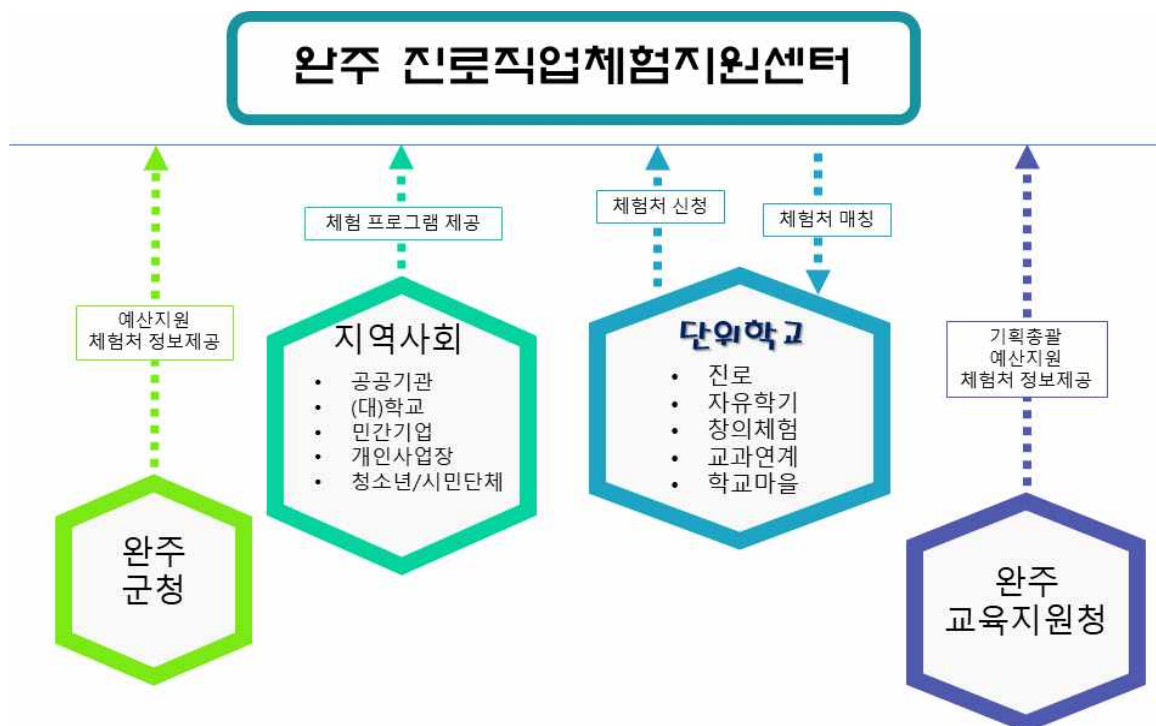 완주 진로직업체험지원센터
체험 프로그램 제공
체험처 신청
체험처 매칭
예산지원
체험처 정보제공
기획총괄
예산지원
체험처 정보제공
지역사회
• 공공기관
• (대)학교
• 민간기업
• 개인사업장
• 청소년/시민단체
단위학교
• 진로
• 자유학기
• 창의체험
• 교과연계
• 학교마을
완주
군청
완주
교육지원청